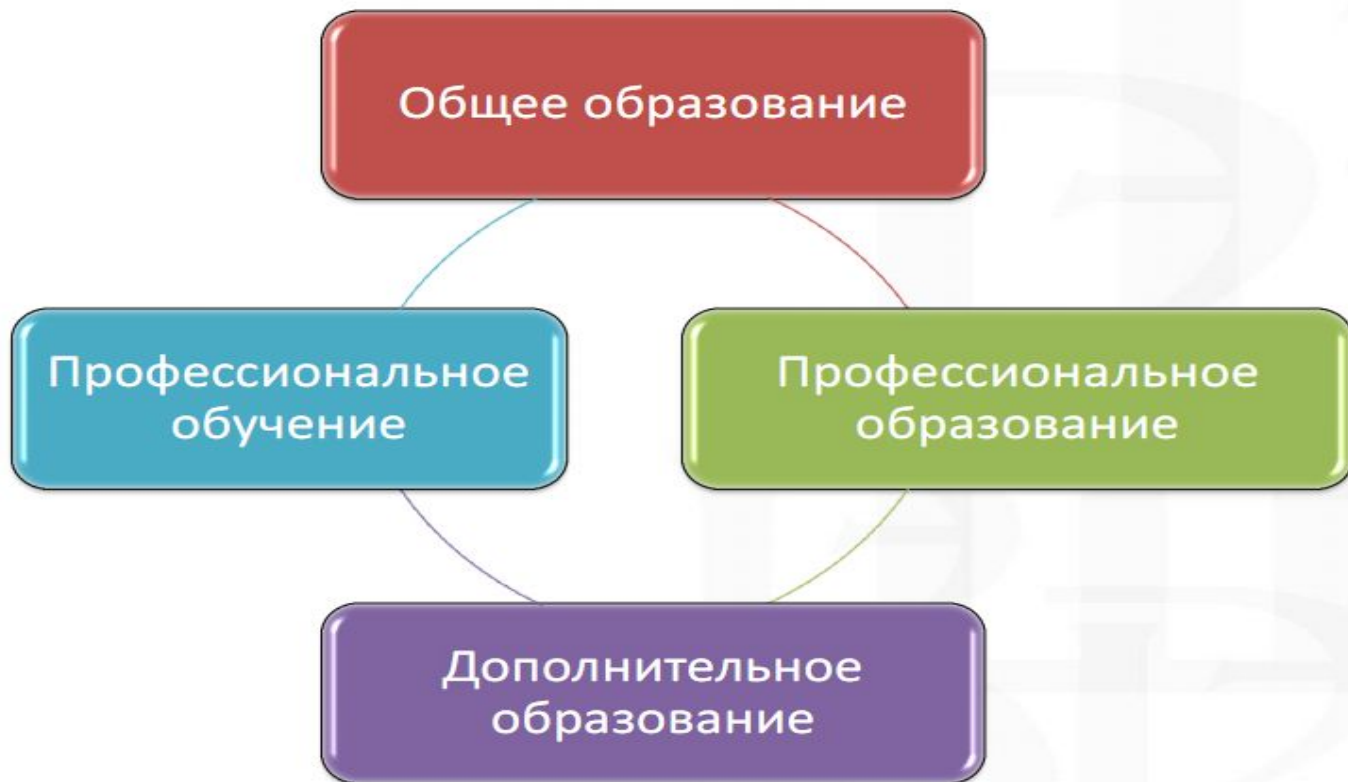 Общее образование
Профессиональное
обучение
Профессиональное
образование
Дополнительное
образование